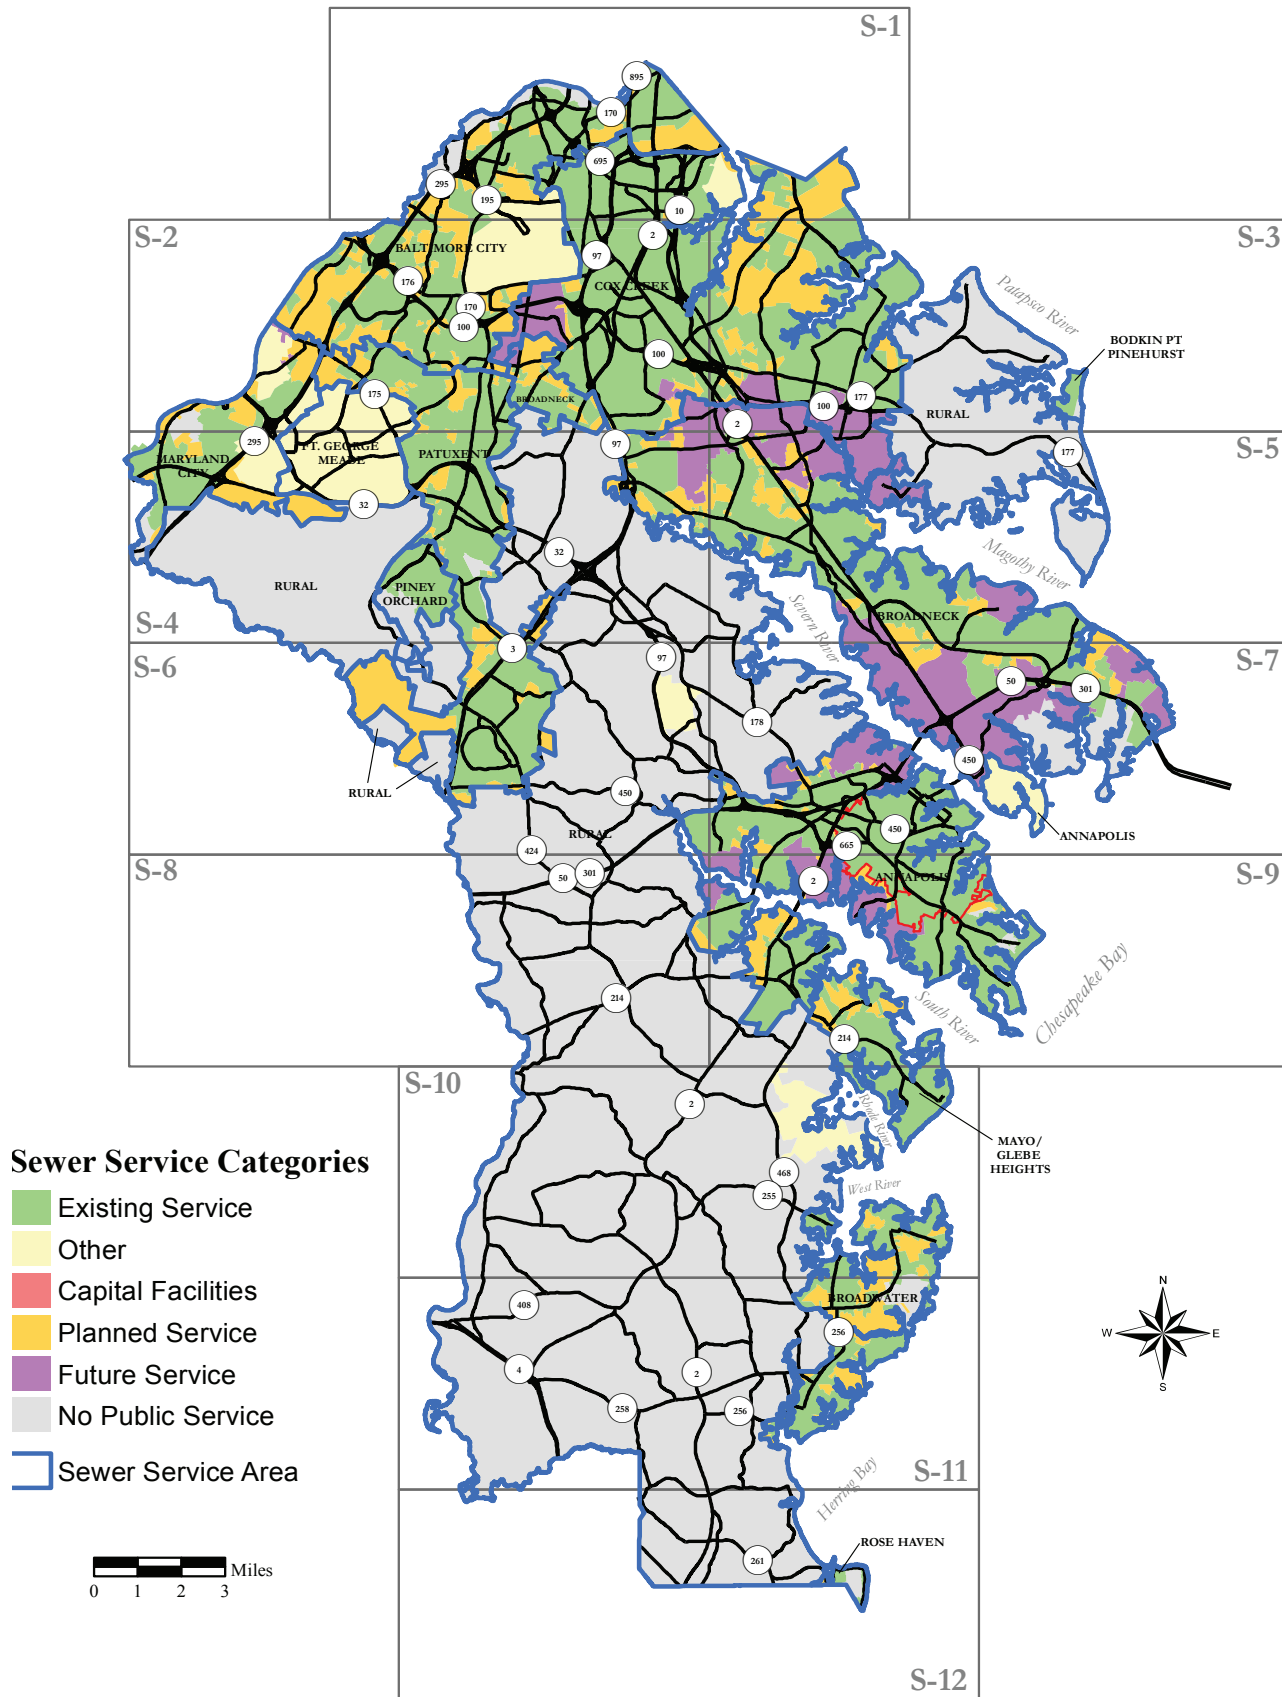 S-1
895
170
695
295
195
10
S-2
S-3
2
BALTIMORE CITY
97
176
COX CREEK
Patapsco River
170
100
BODKIN PT
PINEHURST
100
175
BROADNECK
100
177
RURAL
2
295
97
S-5
FT. GEORGE
MEADE
MARYLAND
CITY
PATUXENT
177
32
32
Magothy River
RURAL
PINEY
ORCHARD
Severn River
BROADNECK
S-4
S-6
3
97
S-7
50
301
178
450
RURAL
450
RURAL
450
ANNAPOLIS
424
665
S-8
50
301
2
ANNAPOLIS
S-9
214
South River
Chesapeake Bay
214
S-10
2
Rhode River
MAYO/
GLEBE
HEIGHTS
Sewer Service Categories
Existing Service
Other
Capital Facilities
Planned Service
Future Service
No Public Service
Sewer Service Area
468
255
West River
BROADWATER
408
256
N
W
E
S
4
2
258
256
S-11
Herring Bay
ROSE HAVEN
261
Miles
0 1 2 3
S-12